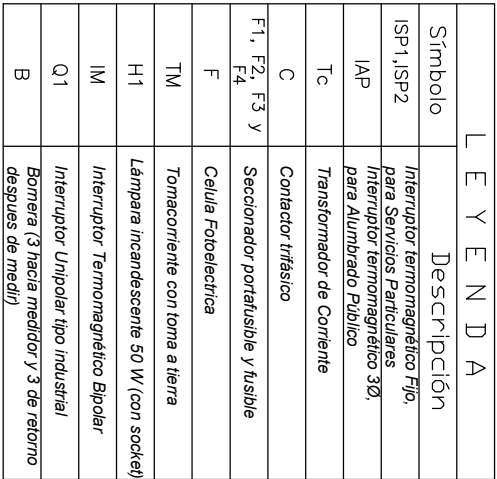 L E Y E N D A
Símbolo Descripción
ISP1,ISP2 Interruptor termomagnético Fijo,
para Servicios Particulares
IAP Interruptor termomagnético 3Ø,
para Alumbrado Público
Tc Transformador de Corriente
C Contactor trifásico
F1, F2, F3 y
F4 Seccionador portafusible y fusible
F Celula Fotoelectrica
TM Tomacorriente con toma a tierra
H1 Lámpara incandescente 50 W (con socket)
IM Interruptor Termomagnético Bipolar
Q1 Interruptor Unipolar tipo industrial
B Bornera (3 hacia medidor y 3 de retorno
despues de medir)